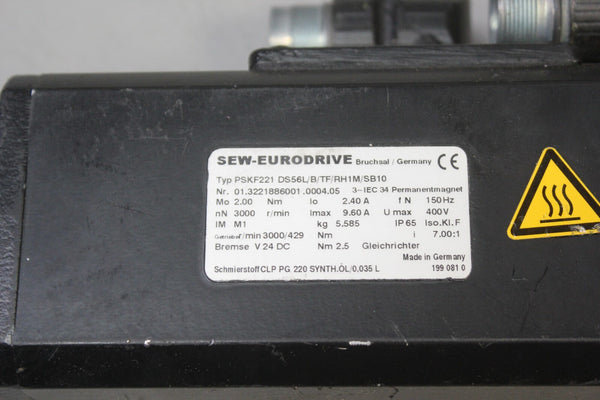 SEW-EURODRIVE Bruchsal / Germany CE
Typ PSKF221 DS56L/B/TF/RH1M/SB10
Nr. 01.3221886001.0004.05 3~IEC 34 Permanentmagnet
Mo 2.00 Nm Io 2.40 A f N 150 Hz
nN 3000 r/min Imax 9.60 A U max 400 V
IM M1 kg 5.585 IP 65 Iso.Kl. F
r/min 3000/429 Nm i 7.00:1
Bremse V 24 DC Nm 2.5 Gleichrichter
Made in Germany
Schmierstoff CLP PG 220 SYNTH.ÖL/0,035 L 199 081 0